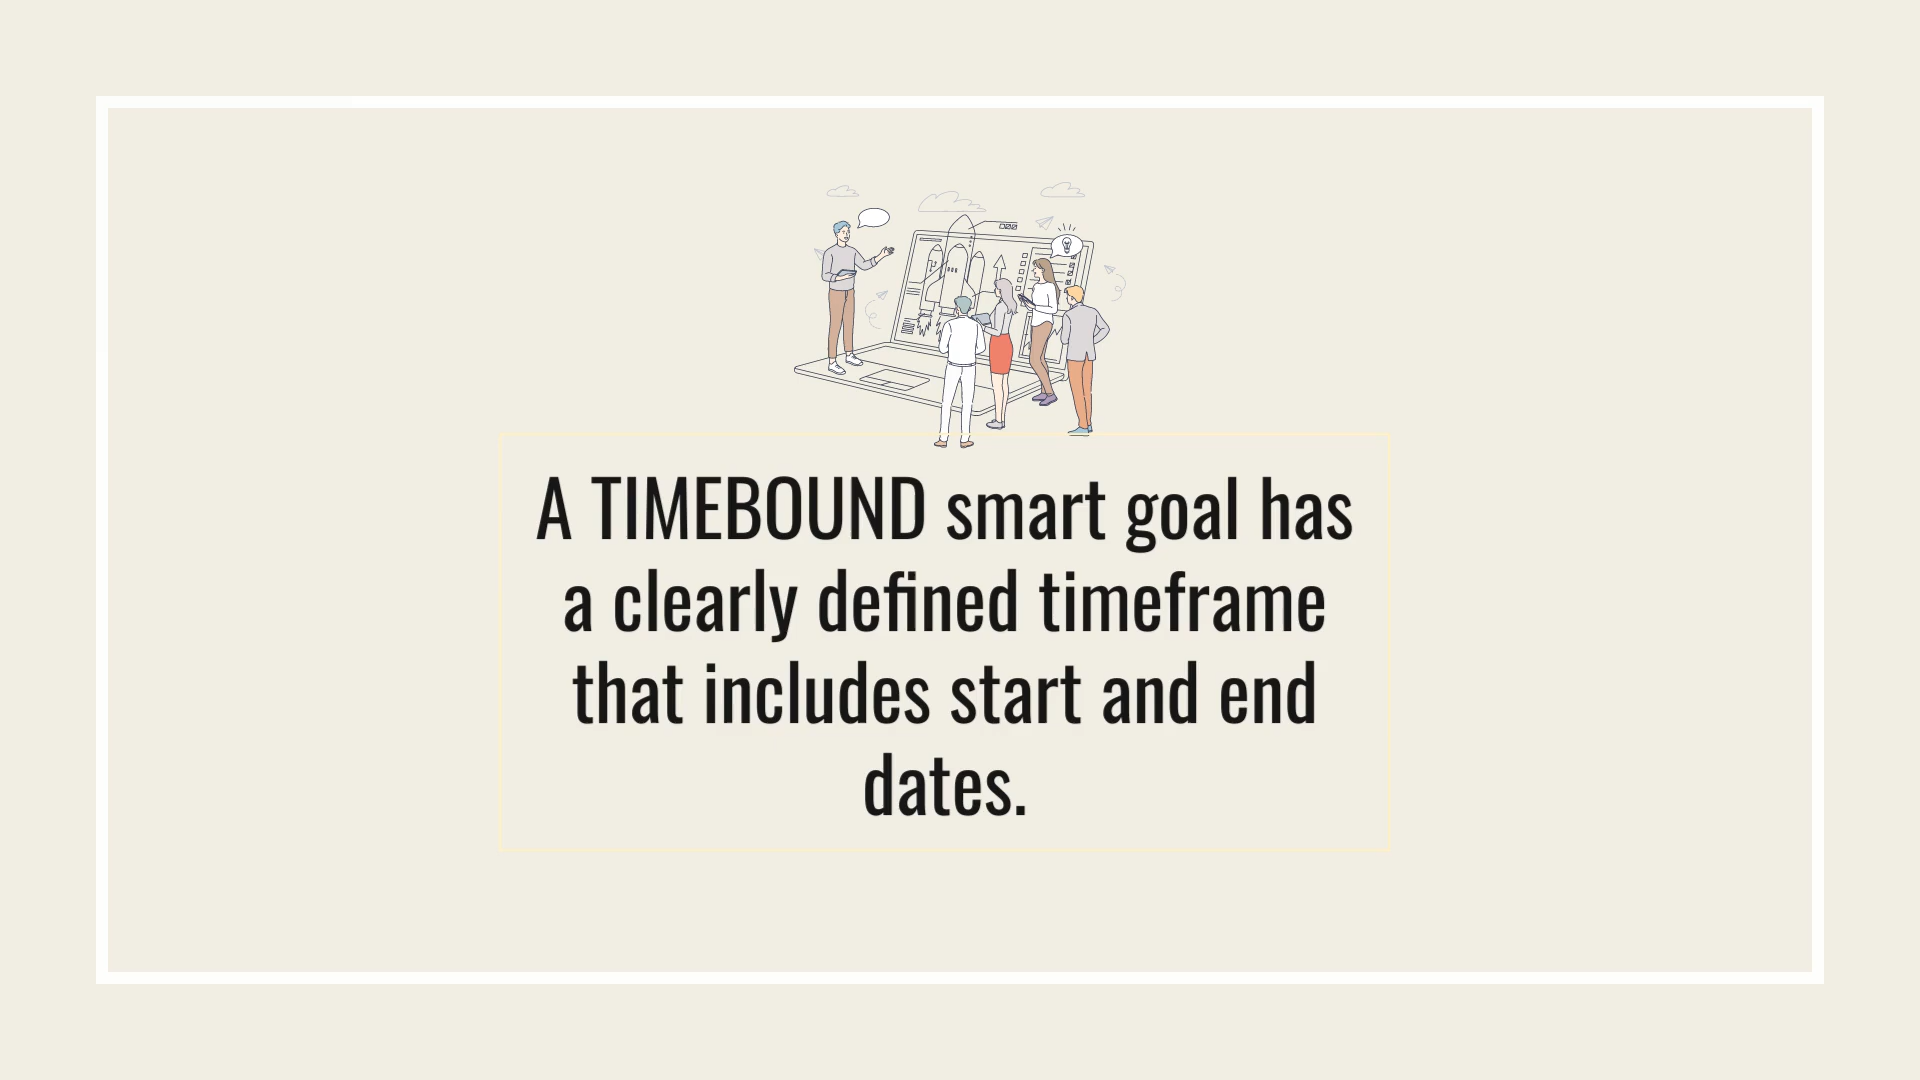 A TIMEBOUND smart goal has
a clearly defined timeframe
that includes start and end
dates.